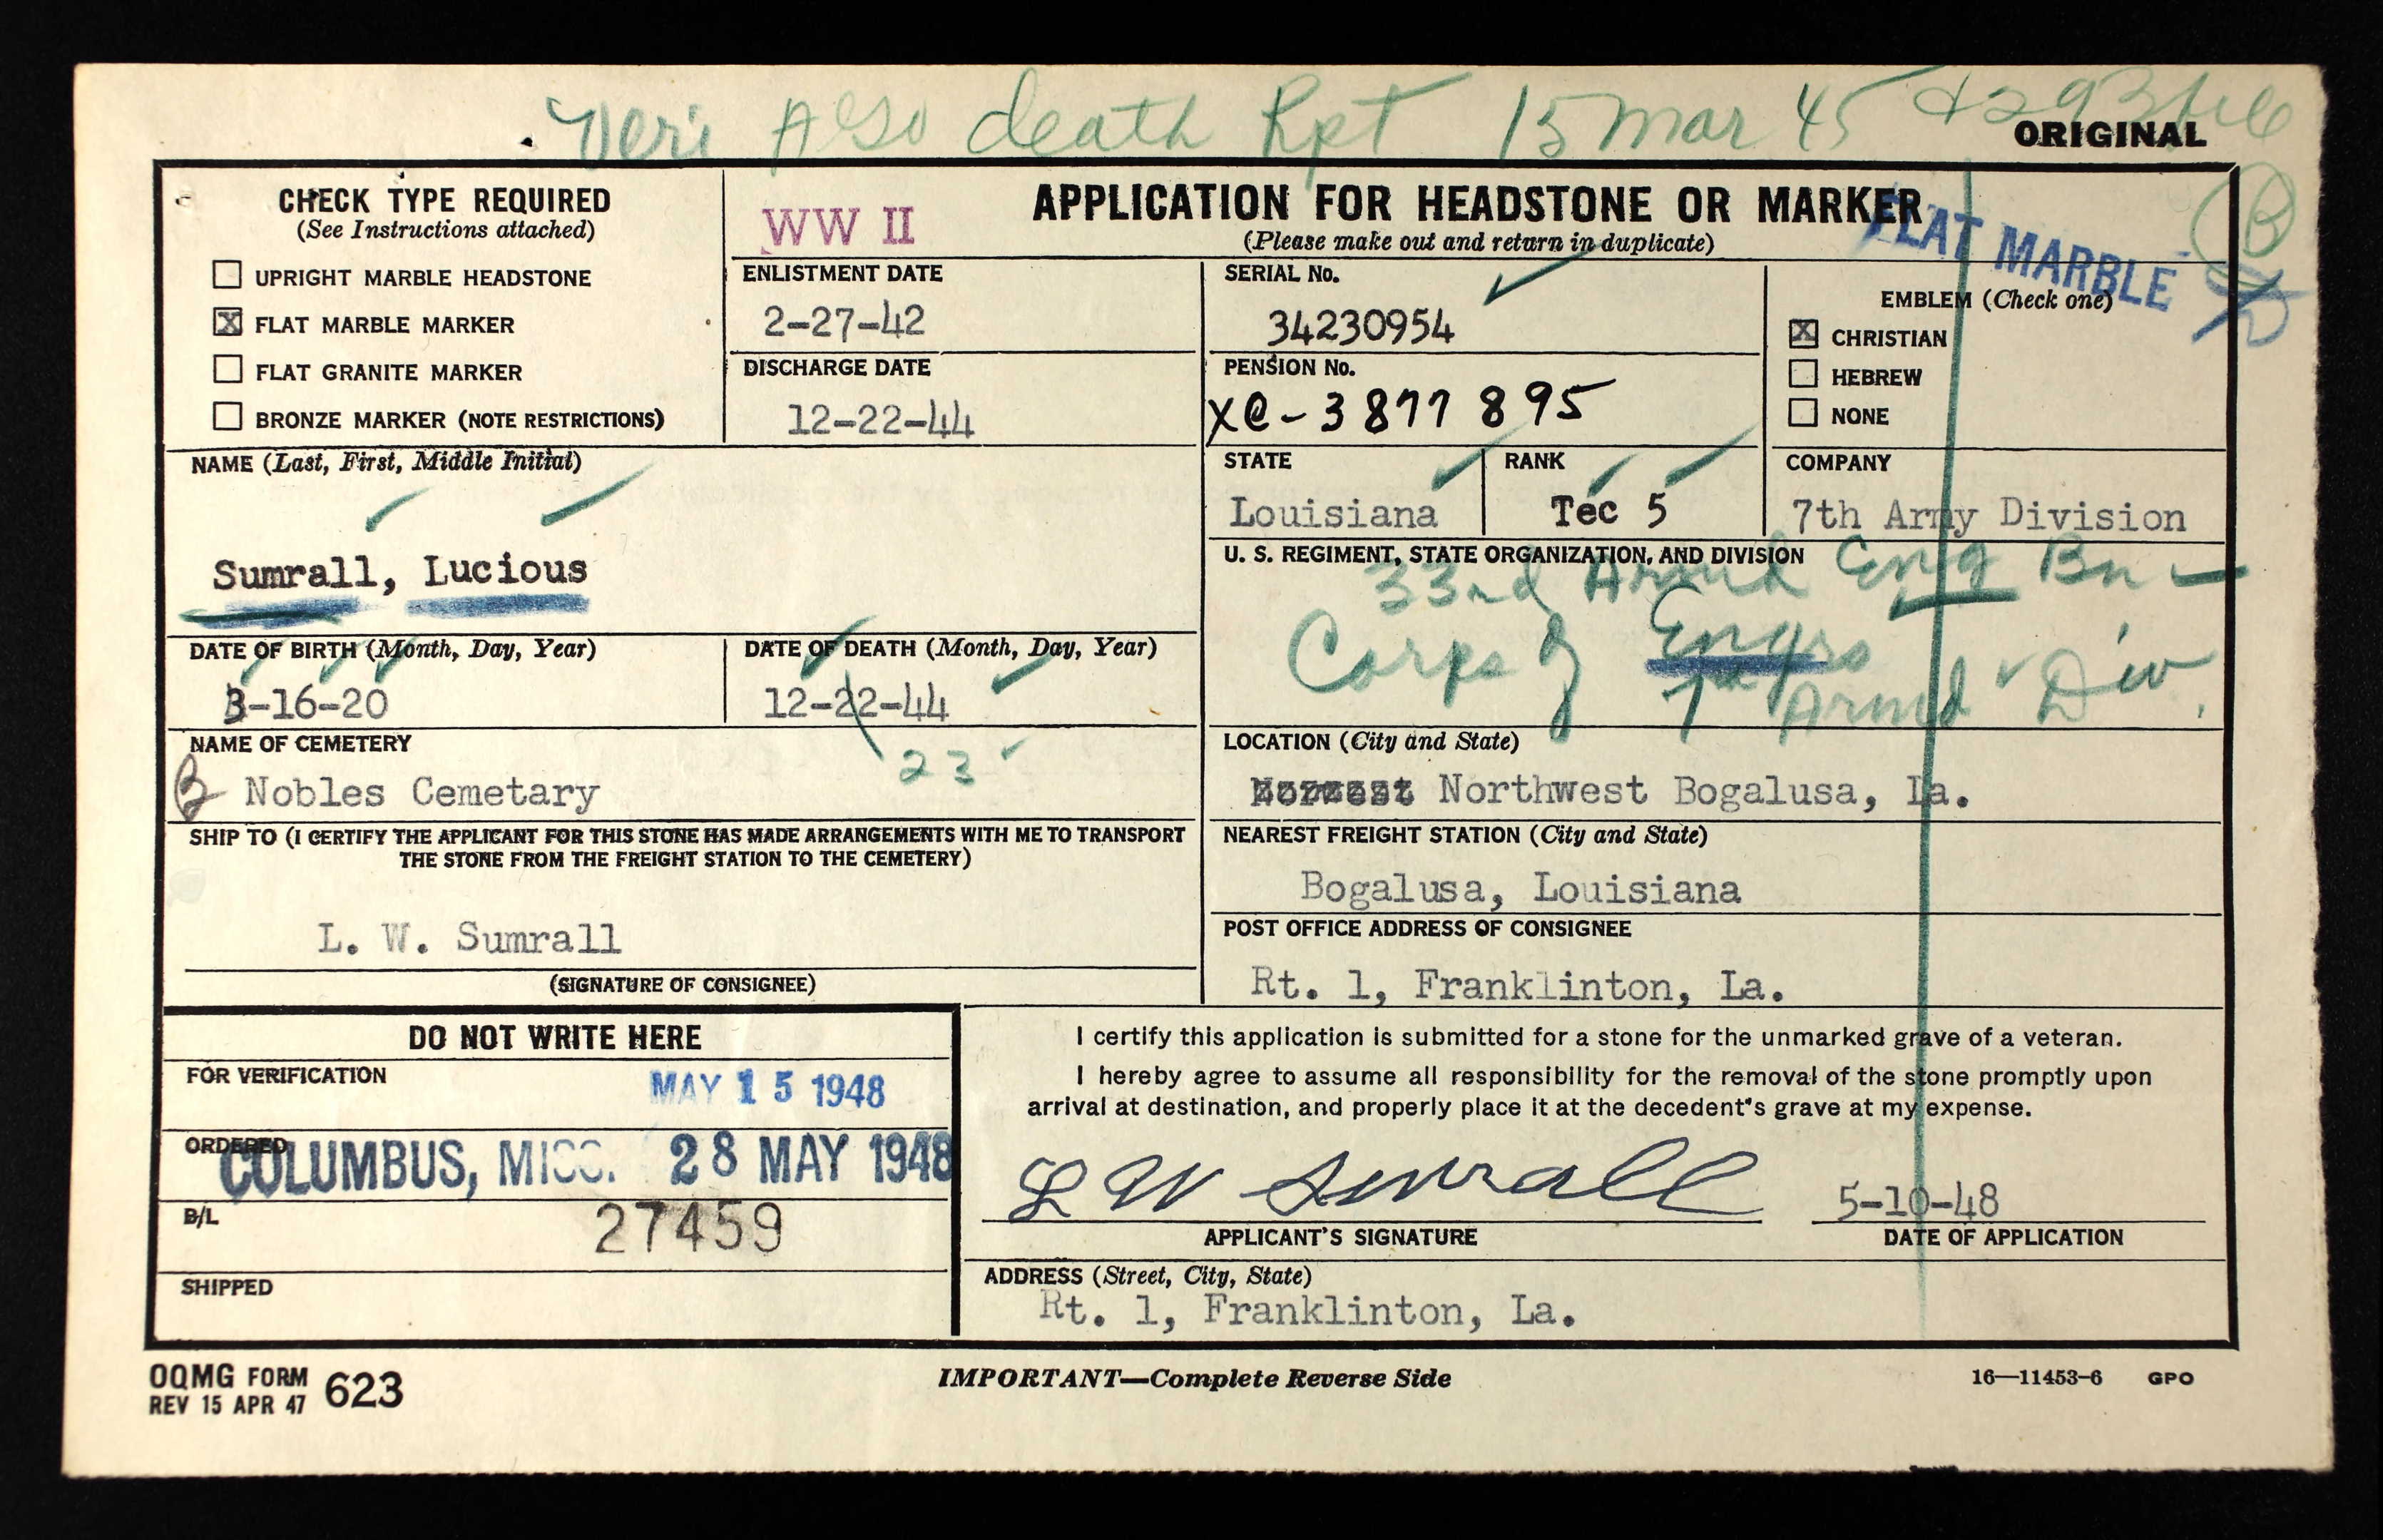 Veri AGO death Rpt 15 Mar 45
ORIGINAL
CHECK TYPE REQUIRED
(See Instructions attached)
UPRIGHT MARBLE HEADSTONE
X FLAT MARBLE MARKER
FLAT GRANITE MARKER
BRONZE MARKER (NOTE RESTRICTIONS)
WW II
APPLICATION FOR HEADSTONE OR MARKER
(Please make out and return in duplicate)
FLAT MARBLE
B
ENLISTMENT DATE
2-27-42
DISCHARGE DATE
12-22-44
SERIAL No.
34230954
PENSION No.
XC-3877895
EMBLEM (Check one)
X CHRISTIAN
HEBREW
NONE
NAME (Last, First, Middle Initial)
Sumrall, Lucious
STATE
Louisiana
RANK
Tec 5
COMPANY
7th Army Division
U. S. REGIMENT, STATE ORGANIZATION, AND DIVISION
33rd Armd Eng Bn
Corps of Engrs
7th Armd Div.
DATE OF BIRTH (Month, Day, Year)
3-16-20
DATE OF DEATH (Month, Day, Year)
12-22-44
23
NAME OF CEMETERY
B Nobles Cemetary
LOCATION (City and State)
Northwest Bogalusa, La.
SHIP TO (I CERTIFY THE APPLICANT FOR THIS STONE HAS MADE ARRANGEMENTS WITH ME TO TRANSPORT
THE STONE FROM THE FREIGHT STATION TO THE CEMETERY)
L. W. Sumrall
(SIGNATURE OF CONSIGNEE)
NEAREST FREIGHT STATION (City and State)
Bogalusa, Louisiana
POST OFFICE ADDRESS OF CONSIGNEE
Rt. 1, Franklinton, La.
DO NOT WRITE HERE
FOR VERIFICATION
MAY 15 1948
ORDERED
COLUMBUS, MISS. 28 MAY 1948
B/L
27459
SHIPPED
I certify this application is submitted for a stone for the unmarked grave of a veteran.
I hereby agree to assume all responsibility for the removal of the stone promptly upon
arrival at destination, and properly place it at the decedent's grave at my expense.
L W Sumrall
APPLICANT'S SIGNATURE
5-10-48
DATE OF APPLICATION
ADDRESS (Street, City, State)
Rt. 1, Franklinton, La.
OQMG FORM 623
REV 15 APR 47
IMPORTANT—Complete Reverse Side
16—11453-6 GPO